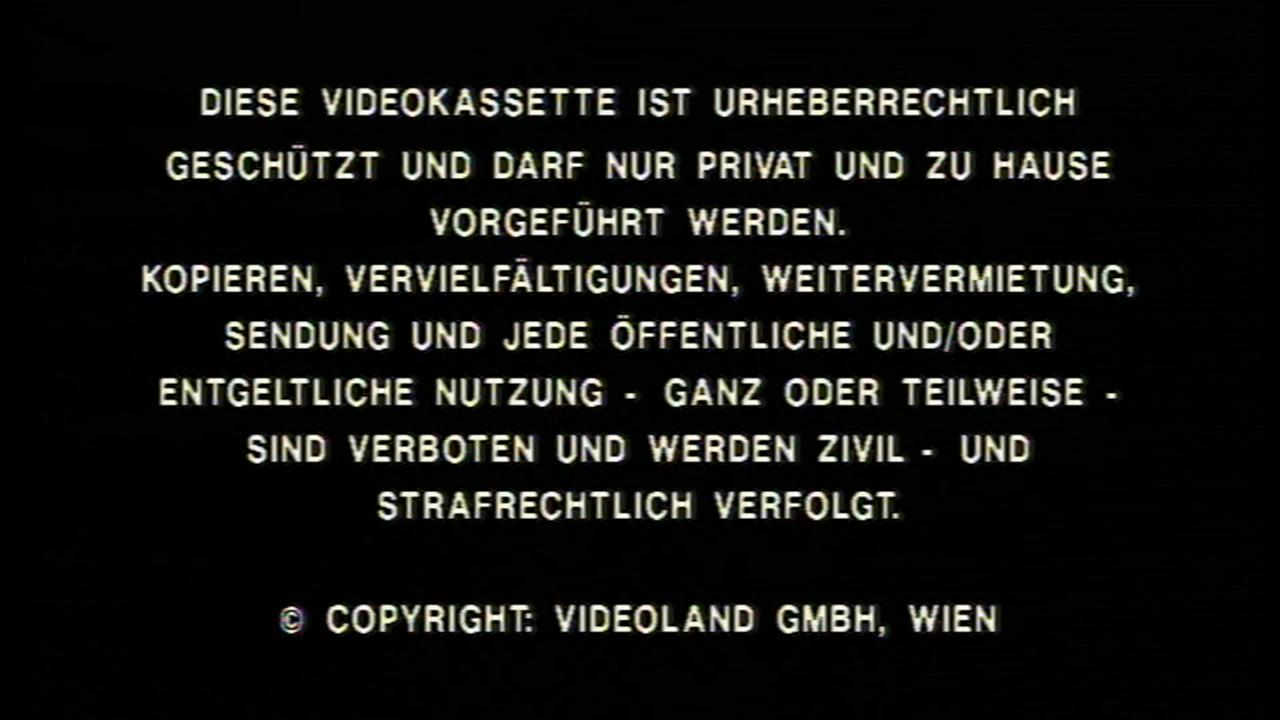 DIESE VIDEOKASSETTE IST URHEBERRECHTLICH
GESCHÜTZT UND DARF NUR PRIVAT UND ZU HAUSE
VORGEFÜHRT WERDEN.
KOPIEREN, VERVIELFÄLTIGUNGEN, WEITERVERMIETUNG,
SENDUNG UND JEDE ÖFFENTLICHE UND/ODER
ENTGELTLICHE NUTZUNG - GANZ ODER TEILWEISE -
SIND VERBOTEN UND WERDEN ZIVIL - UND
STRAFRECHTLICH VERFOLGT.
© COPYRIGHT: VIDEOLAND GMBH, WIEN